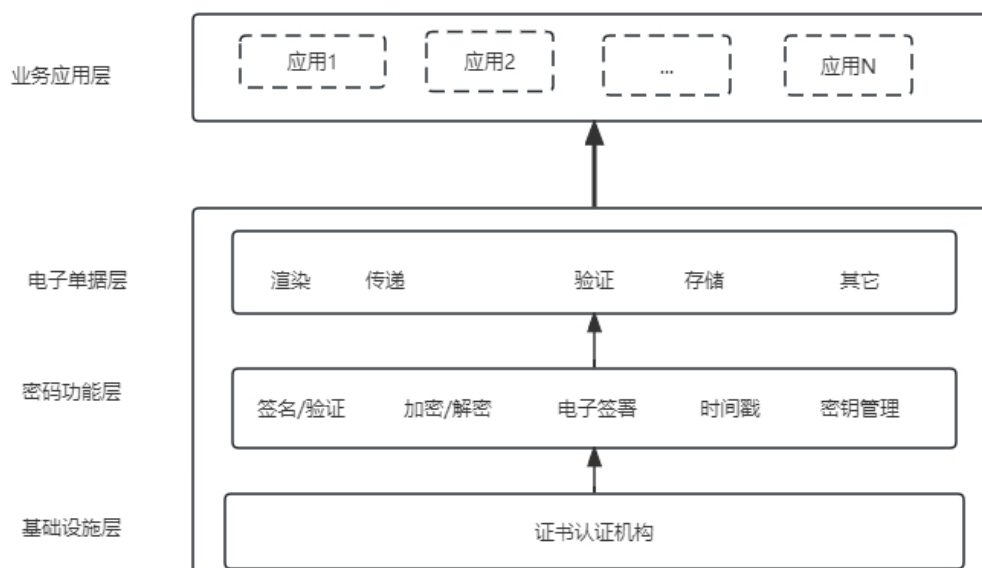 业务应用层
应用1 应用2 ... 应用N
电子单据层
渲染 传递 验证 存储 其它
密码功能层
签名/验证 加密/解密 电子签署 时间戳 密钥管理
基础设施层
证书认证机构